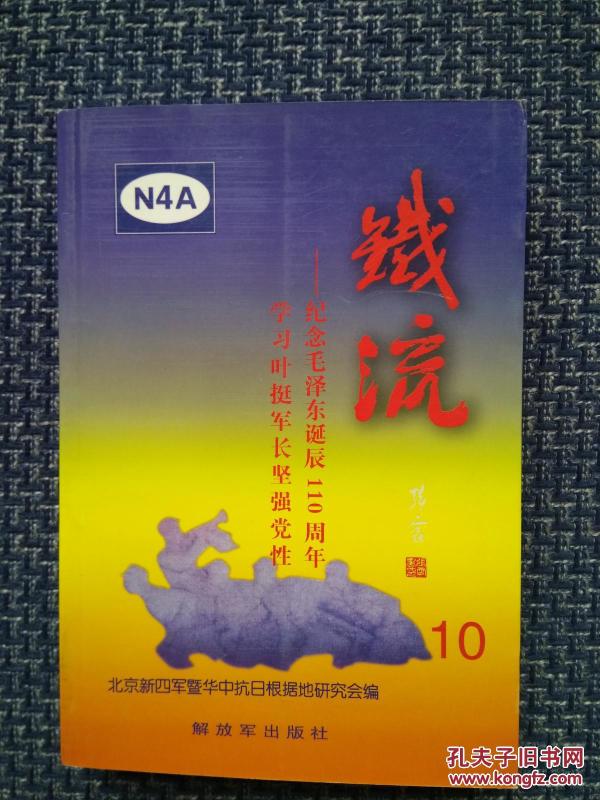 N4A
鐵流
——纪念毛泽东诞辰110周年
学习叶挺军长坚强党性
10
北京新四军暨华中抗日根据地研究会编
解放军出版社
孔夫子旧书网
www.kongfz.com